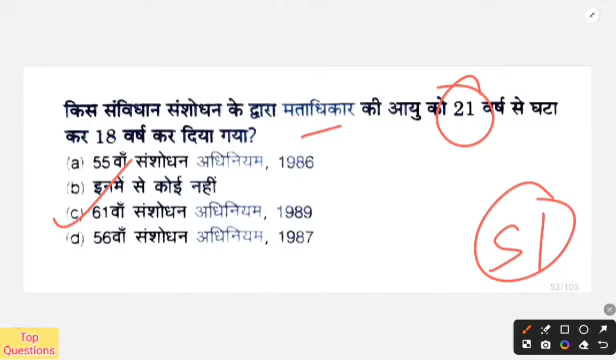 किस संविधान संशोधन के द्वारा मताधिकार की आयु को 21 वर्ष से घटा
कर 18 वर्ष कर दिया गया?
(a) 55वाँ संशोधन अधिनियम, 1986
(b) इनमें से कोई नहीं
(c) 61वाँ संशोधन अधिनियम, 1989
(d) 56वाँ संशोधन अधिनियम, 1987
52/103
Top
Questions